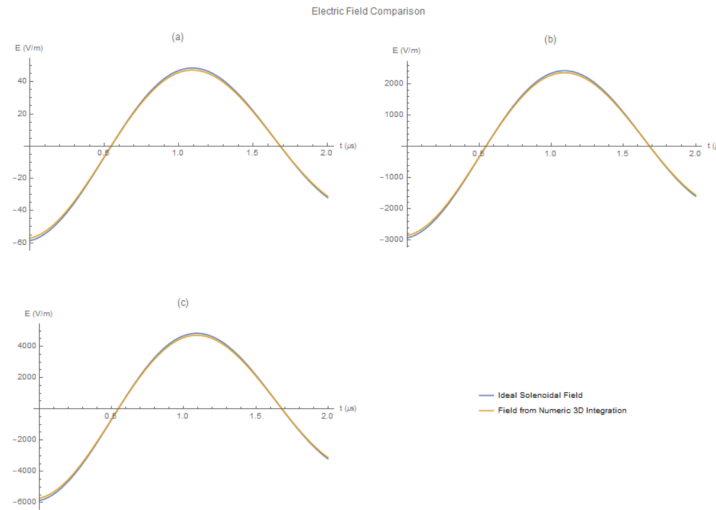 Electric Field Comparison
(a)
E (V/m)
40
20
-20
-40
-60
0.5
1.0
1.5
2.0
t (μs)
(b)
E (V/m)
2000
1000
-1000
-2000
-3000
0.5
1.0
1.5
2.0
t (μ
(c)
E (V/m)
4000
2000
-2000
-4000
-6000
0.5
1.0
1.5
2.0
t (μs)
Ideal Solenoidal Field
Field from Numeric 3D Integration